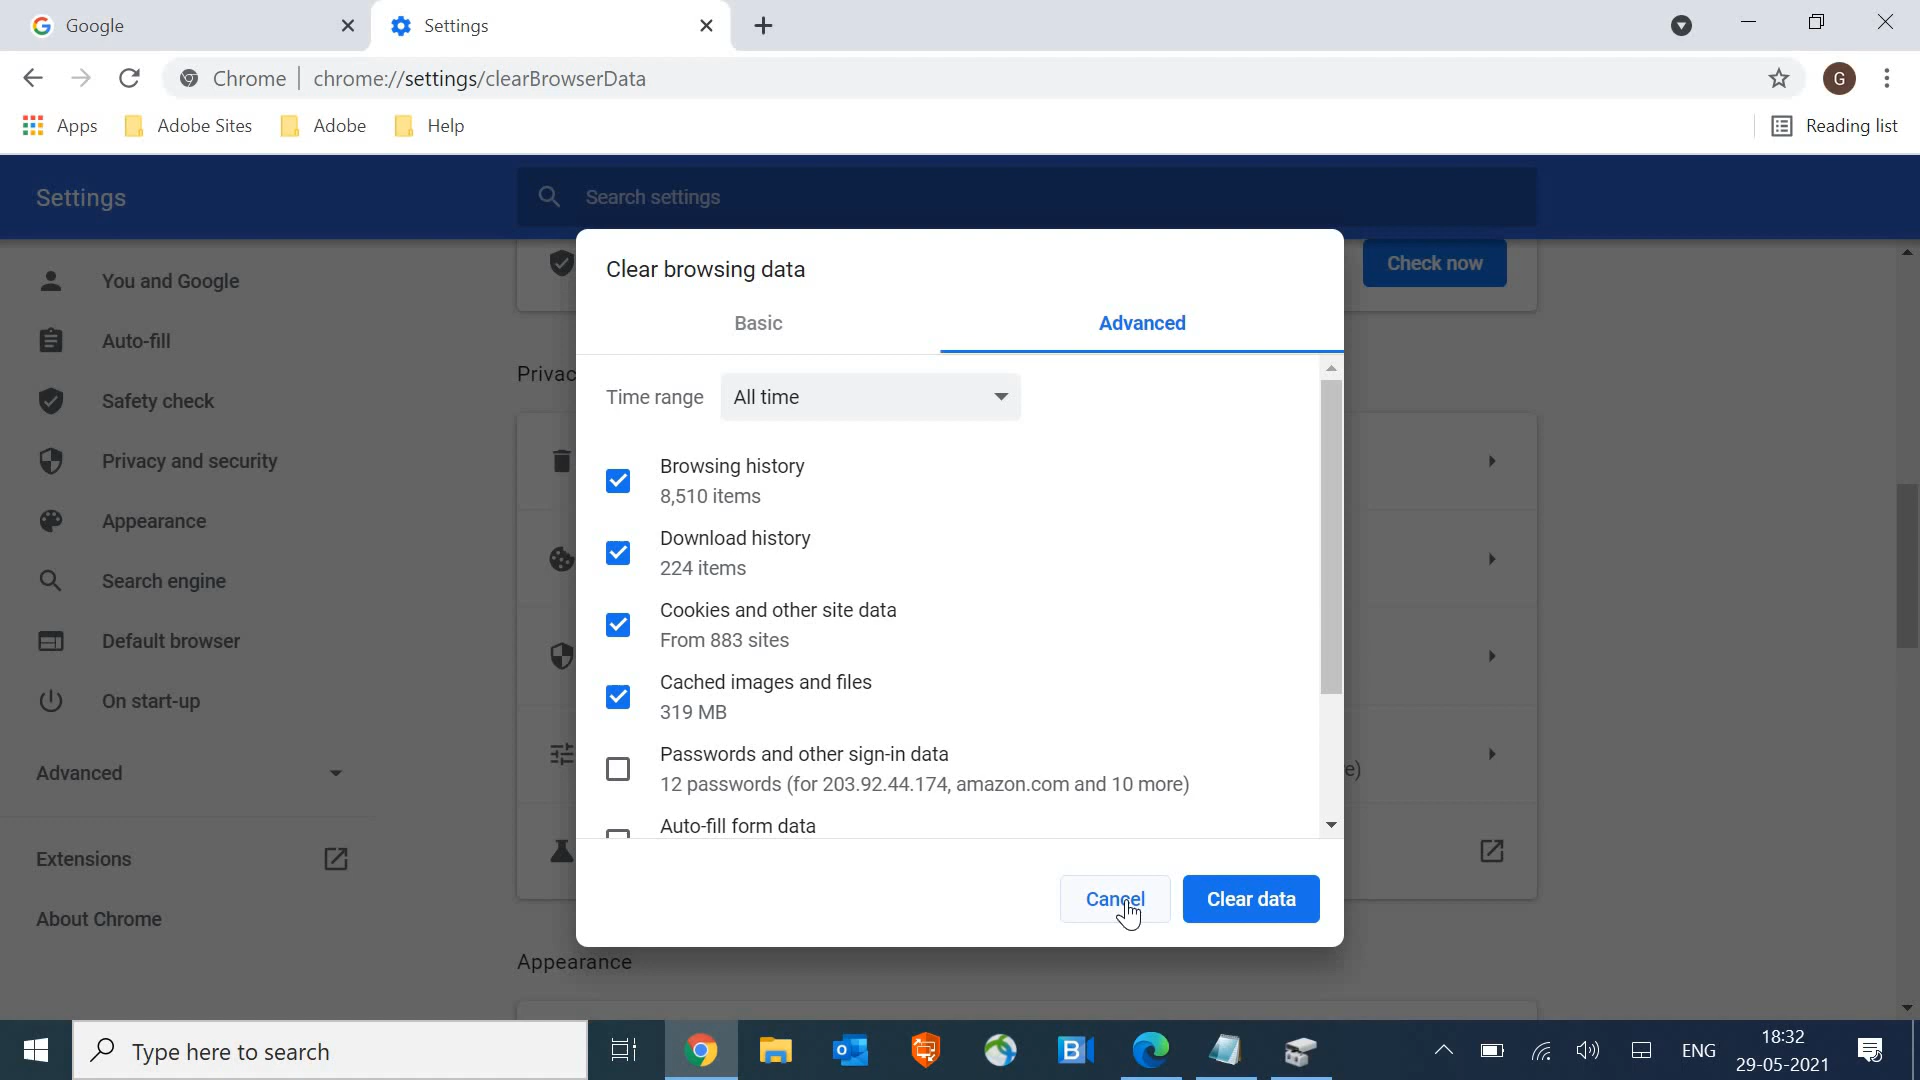 Google
Settings
Chrome
chrome://settings/clearBrowserData
G
Apps
Adobe Sites
Adobe
Help
Reading list
Settings
Search settings
You and Google
Auto-fill
Safety check
Privacy and security
Appearance
Search engine
Default browser
On start-up
Advanced
Extensions
About Chrome
Check now
Privac
e)
Appearance
Clear browsing data
Basic
Advanced
Time range
All time
Browsing history
8,510 items
Download history
224 items
Cookies and other site data
From 883 sites
Cached images and files
319 MB
Passwords and other sign-in data
12 passwords (for 203.92.44.174, amazon.com and 10 more)
Auto-fill form data
Cancel
Clear data
Type here to search
ENG
18:32
29-05-2021